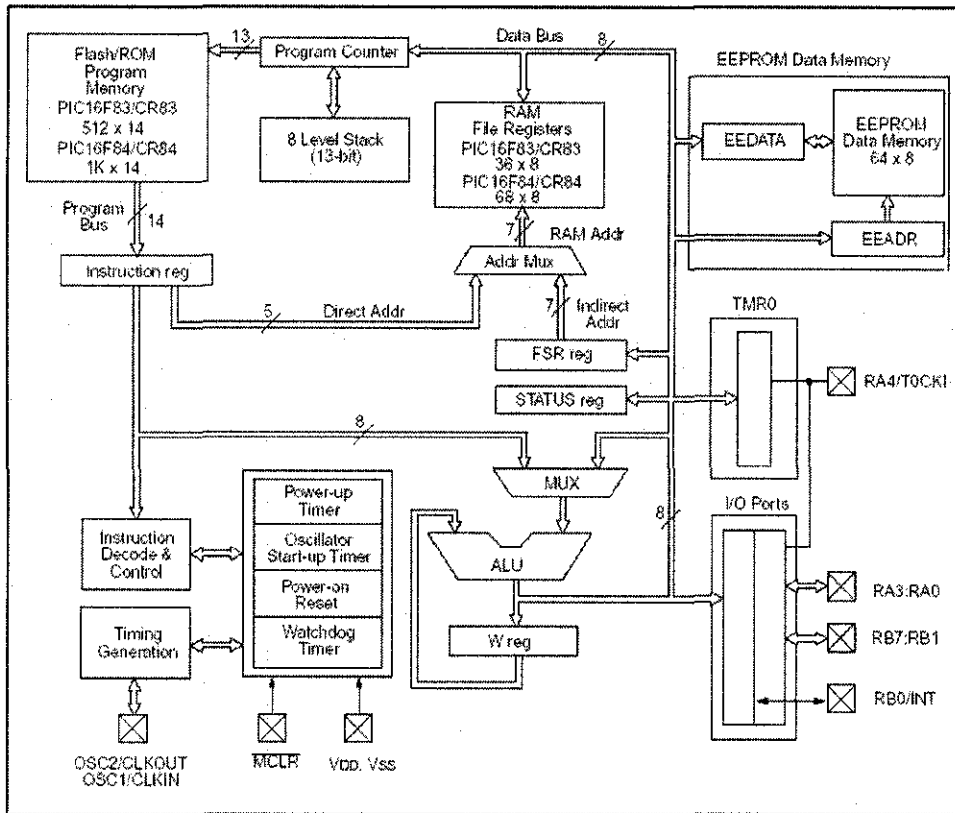 Flash/ROM
Program
Memory
PIC16F83/CR83
512 x 14
PIC16F84/CR84
1K x 14
13
Program Counter
8 Level Stack
(13-bit)
Data Bus
8
RAM
File Registers
PIC16F83/CR83
36 x 8
PIC16F84/CR84
68 x 8
EEPROM Data Memory
EEDATA
EEPROM
Data Memory
64 x 8
EEADR
Program
Bus
14
Instruction reg
7
RAM Addr
Addr Mux
5
Direct Addr
7
Indirect
Addr
FSR reg
STATUS reg
TMR0
RA4/T0CKI
8
MUX
ALU
W reg
8
I/O Ports
RA3:RA0
RB7:RB1
RB0/INT
Instruction
Decode &
Control
Timing
Generation
Power-up
Timer
Oscillator
Start-up Timer
Power-on
Reset
Watchdog
Timer
OSC2/CLKOUT
OSC1/CLKIN
MCLR
VDD, VSS